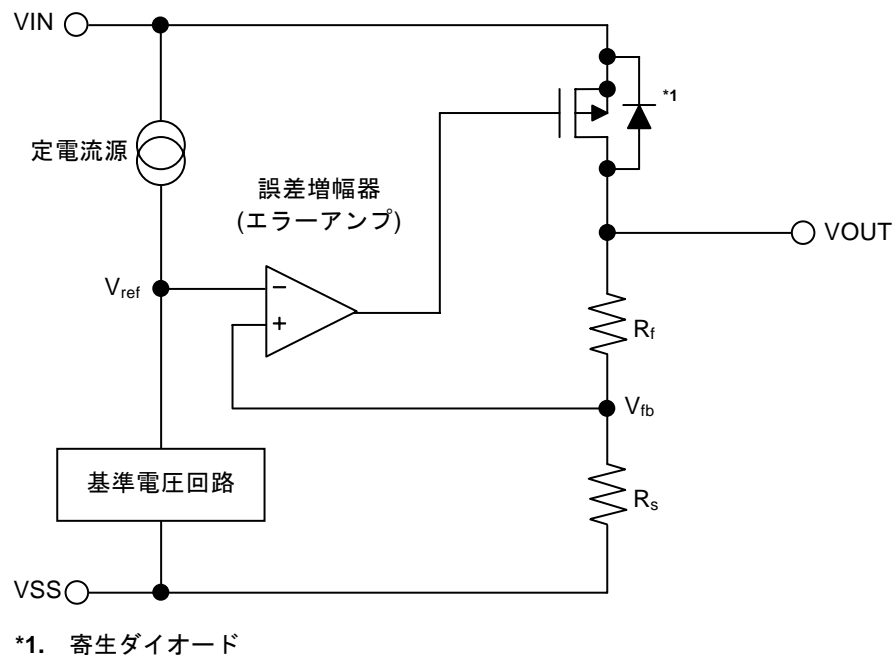 VIN
*1
定電流源
誤差増幅器
(エラーアンプ)
VOUT
Vref
−
+
Rf
Vfb
基準電圧回路
Rs
VSS
*1. 寄生ダイオード